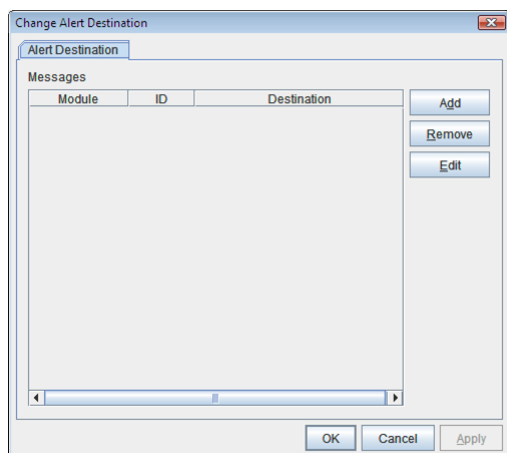 Change Alert Destination
Alert Destination
Messages
Module ID Destination
Add
Remove
Edit
OK Cancel Apply